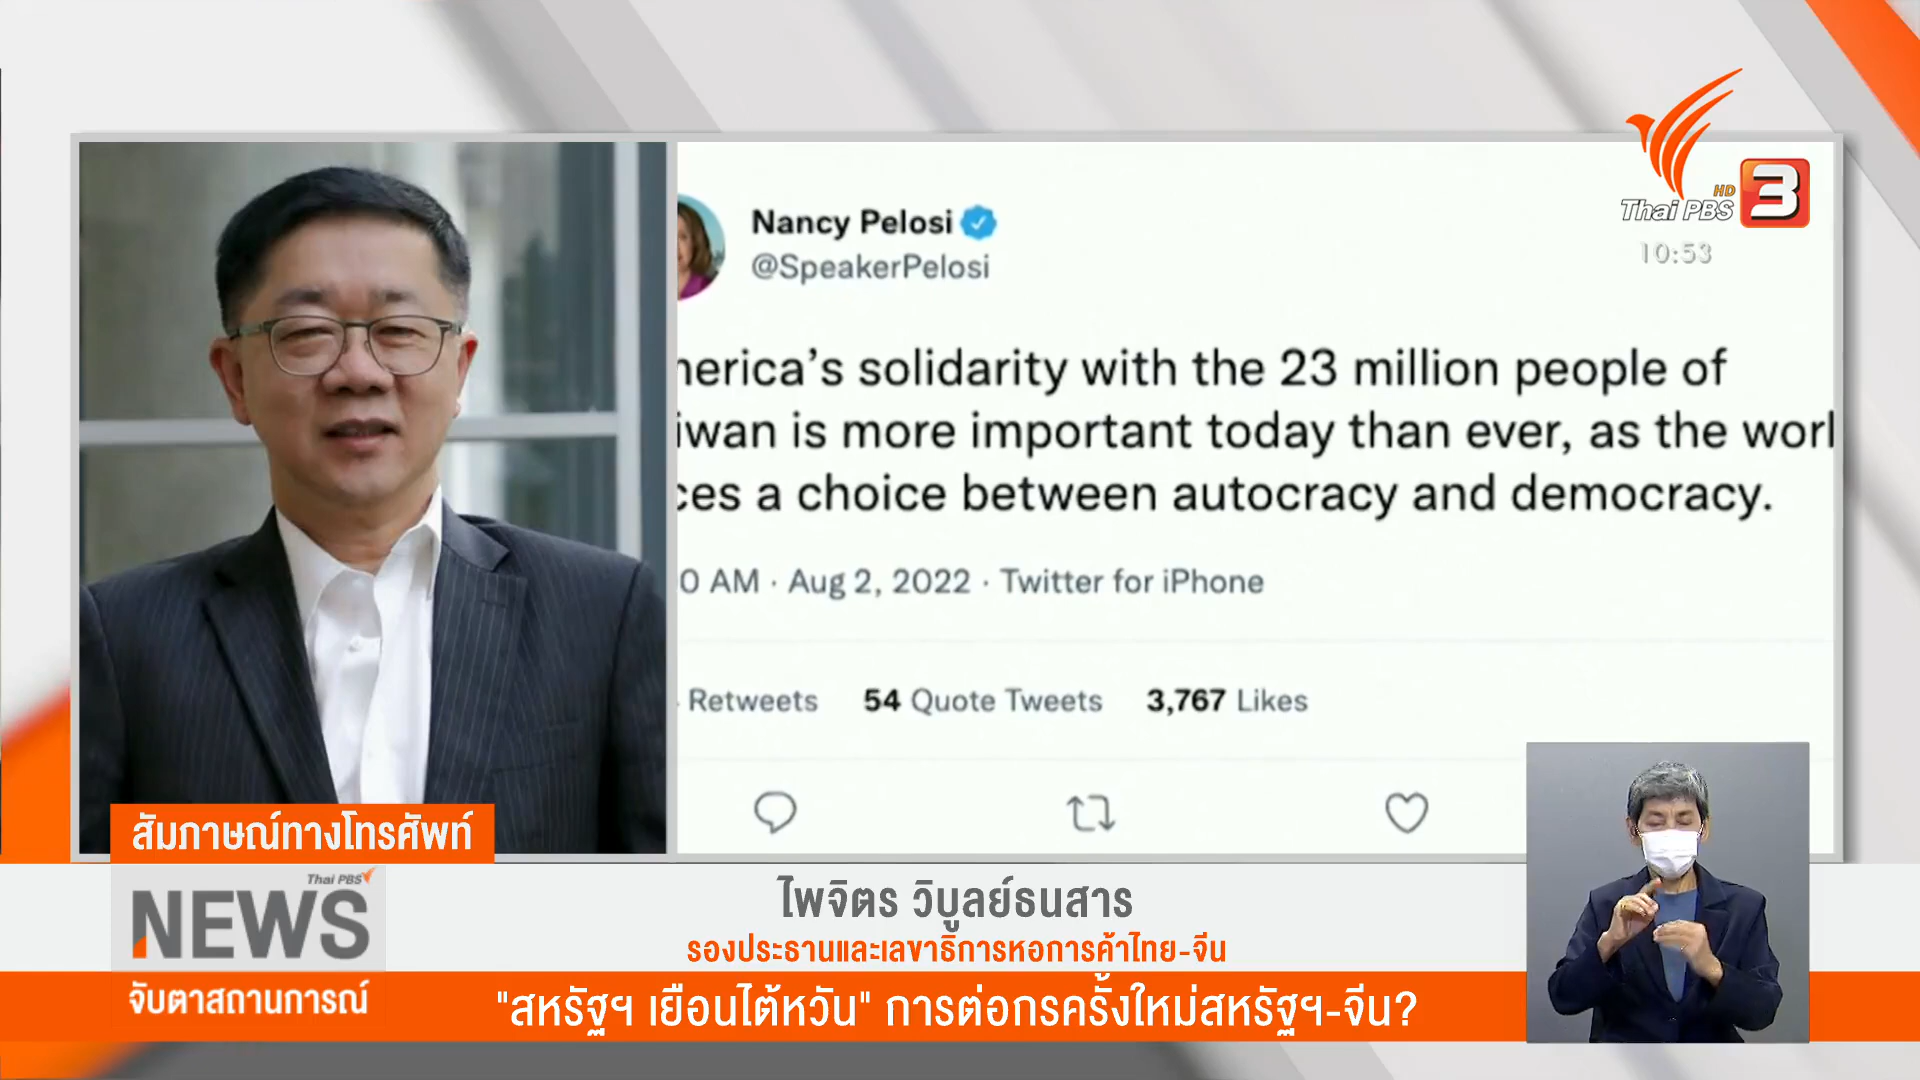 Thai PBS HD 3
10:53
Nancy Pelosi
@SpeakerPelosi
merica's solidarity with the 23 million people of
iwan is more important today than ever, as the worl
ces a choice between autocracy and democracy.
0 AM · Aug 2, 2022 · Twitter for iPhone
Retweets 54 Quote Tweets 3,767 Likes
สัมภาษณ์ทางโทรศัพท์
Thai PBS
NEWS
จับตาสถานการณ์
ไพจิตร วิบูลย์ธนสาร
รองประธานและเลขาธิการหอการค้าไทย-จีน
"สหรัฐฯ เยือนไต้หวัน" การต่อกรครั้งใหม่สหรัฐฯ-จีน?